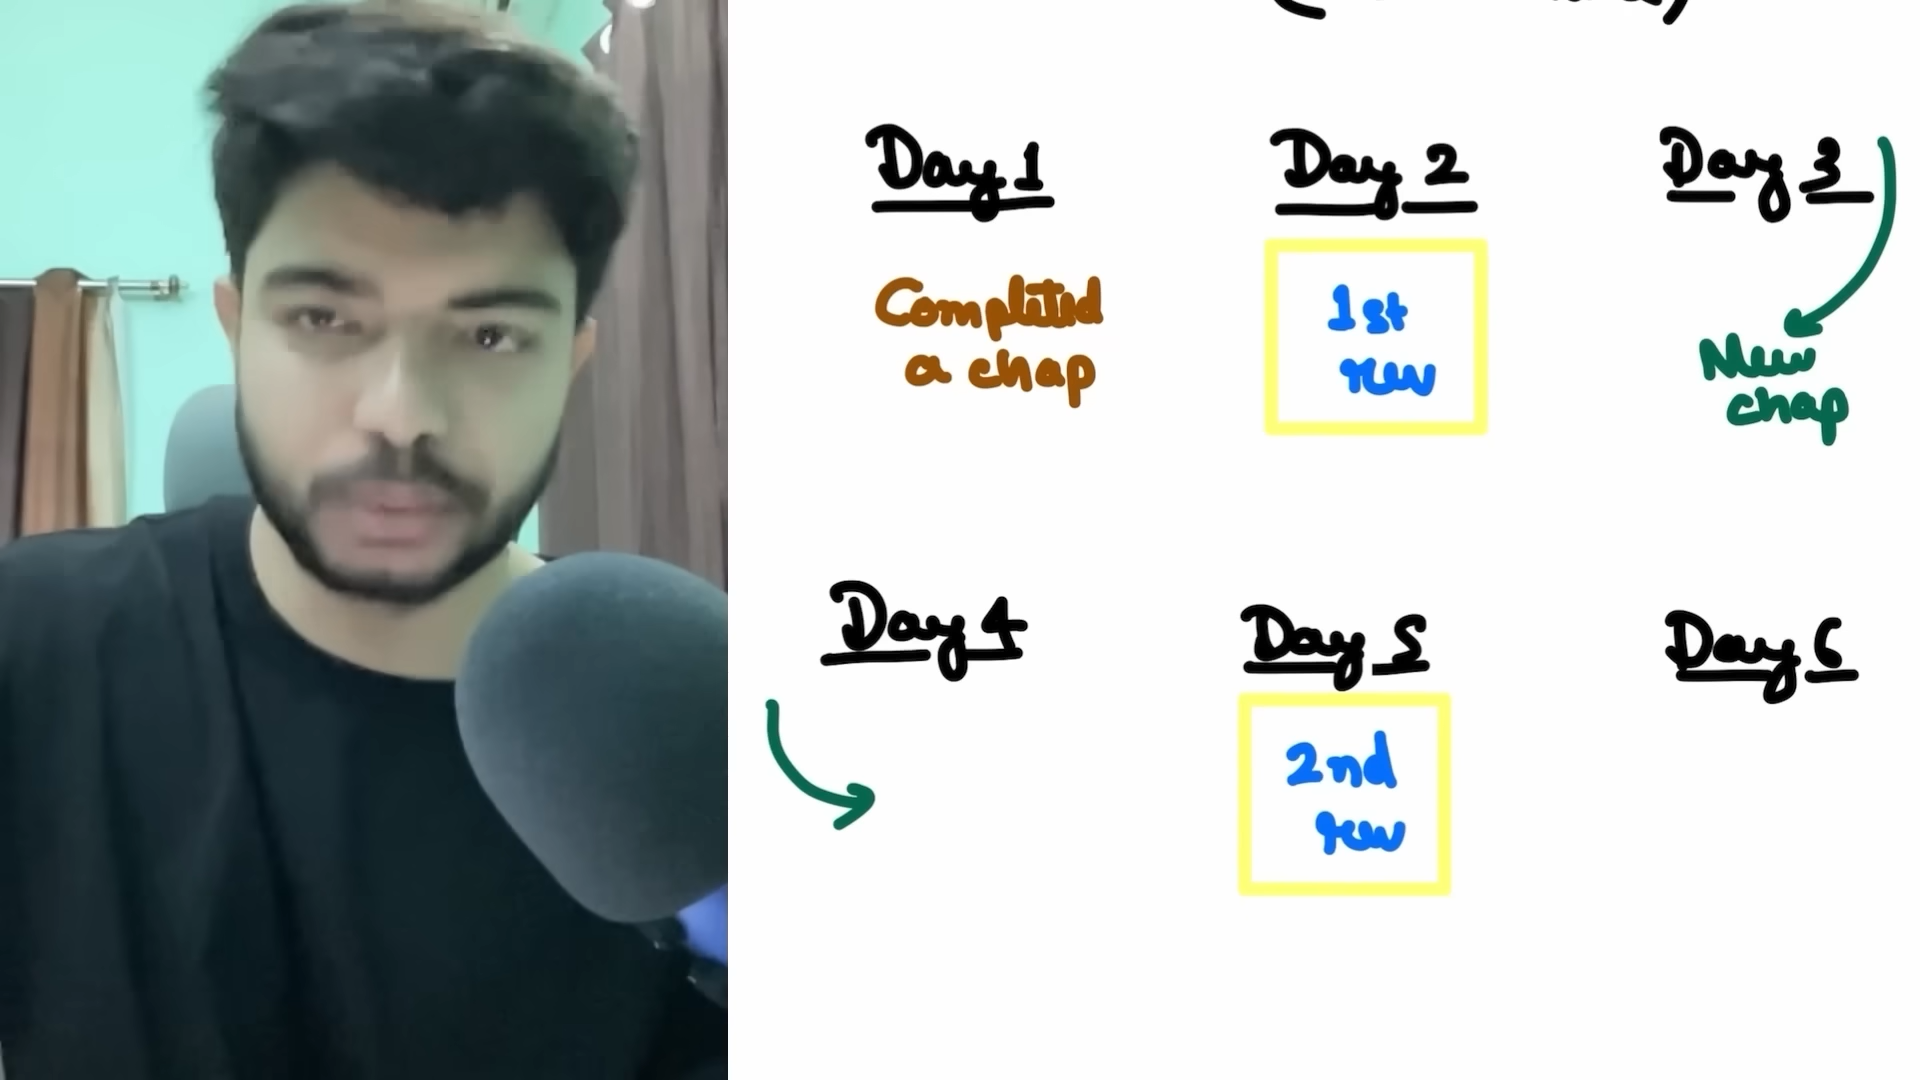 Day 1
Day 2
Day 3
Completed
a chap
1st
rev
New
chap
Day 4
Day 5
Day 6
2nd
rev